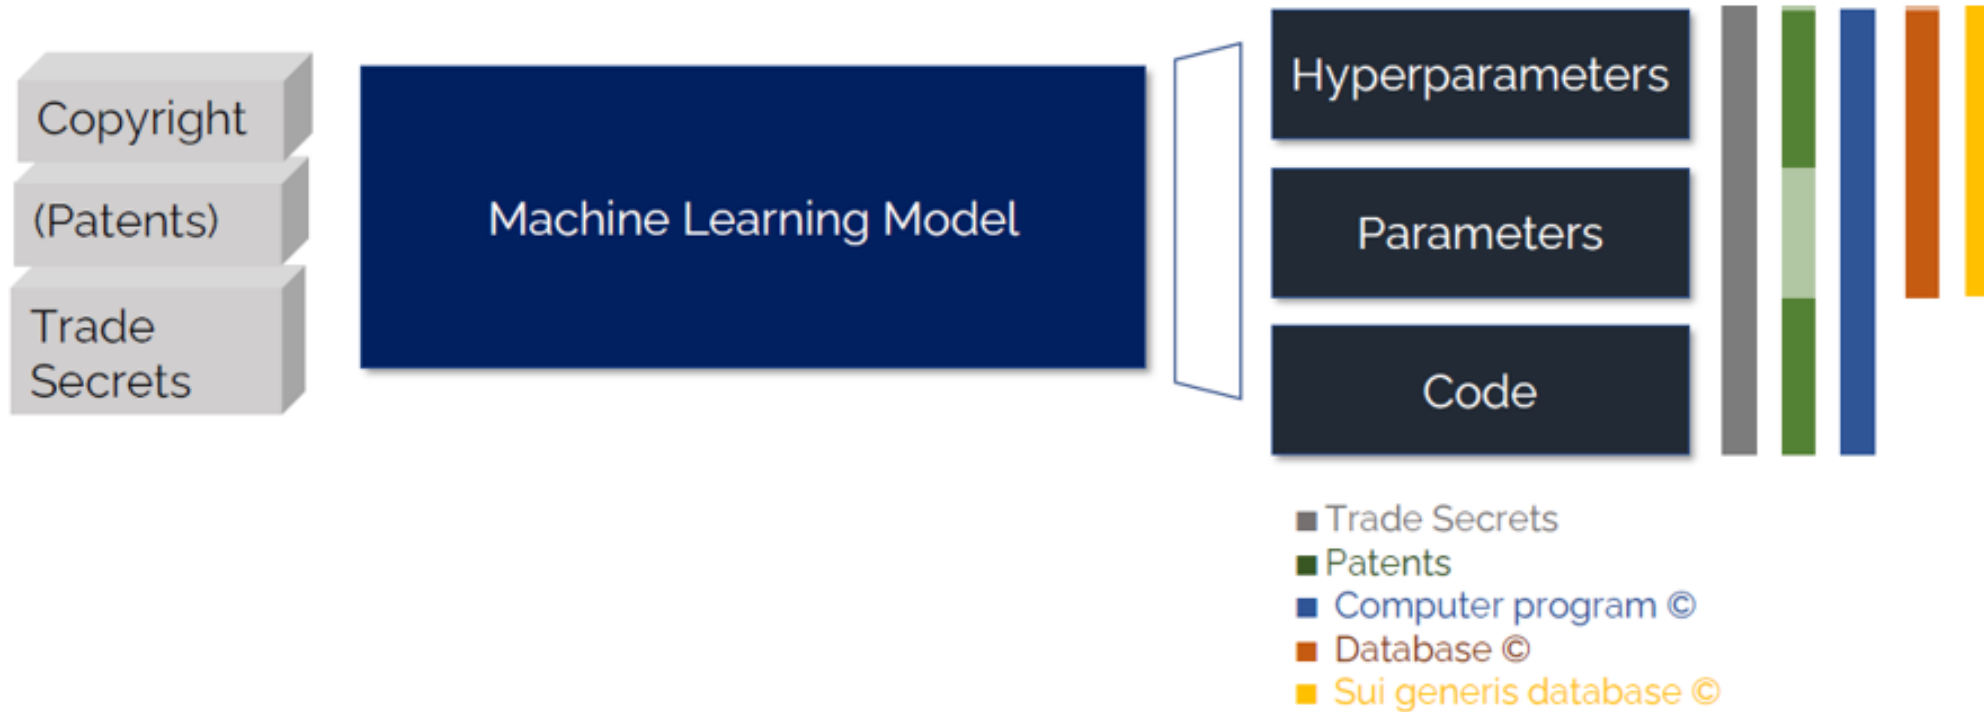 Copyright
(Patents)
Trade
Secrets
Machine Learning Model
Hyperparameters
Parameters
Code
Trade Secrets
Patents
Computer program ©
Database ©
Sui generis database ©